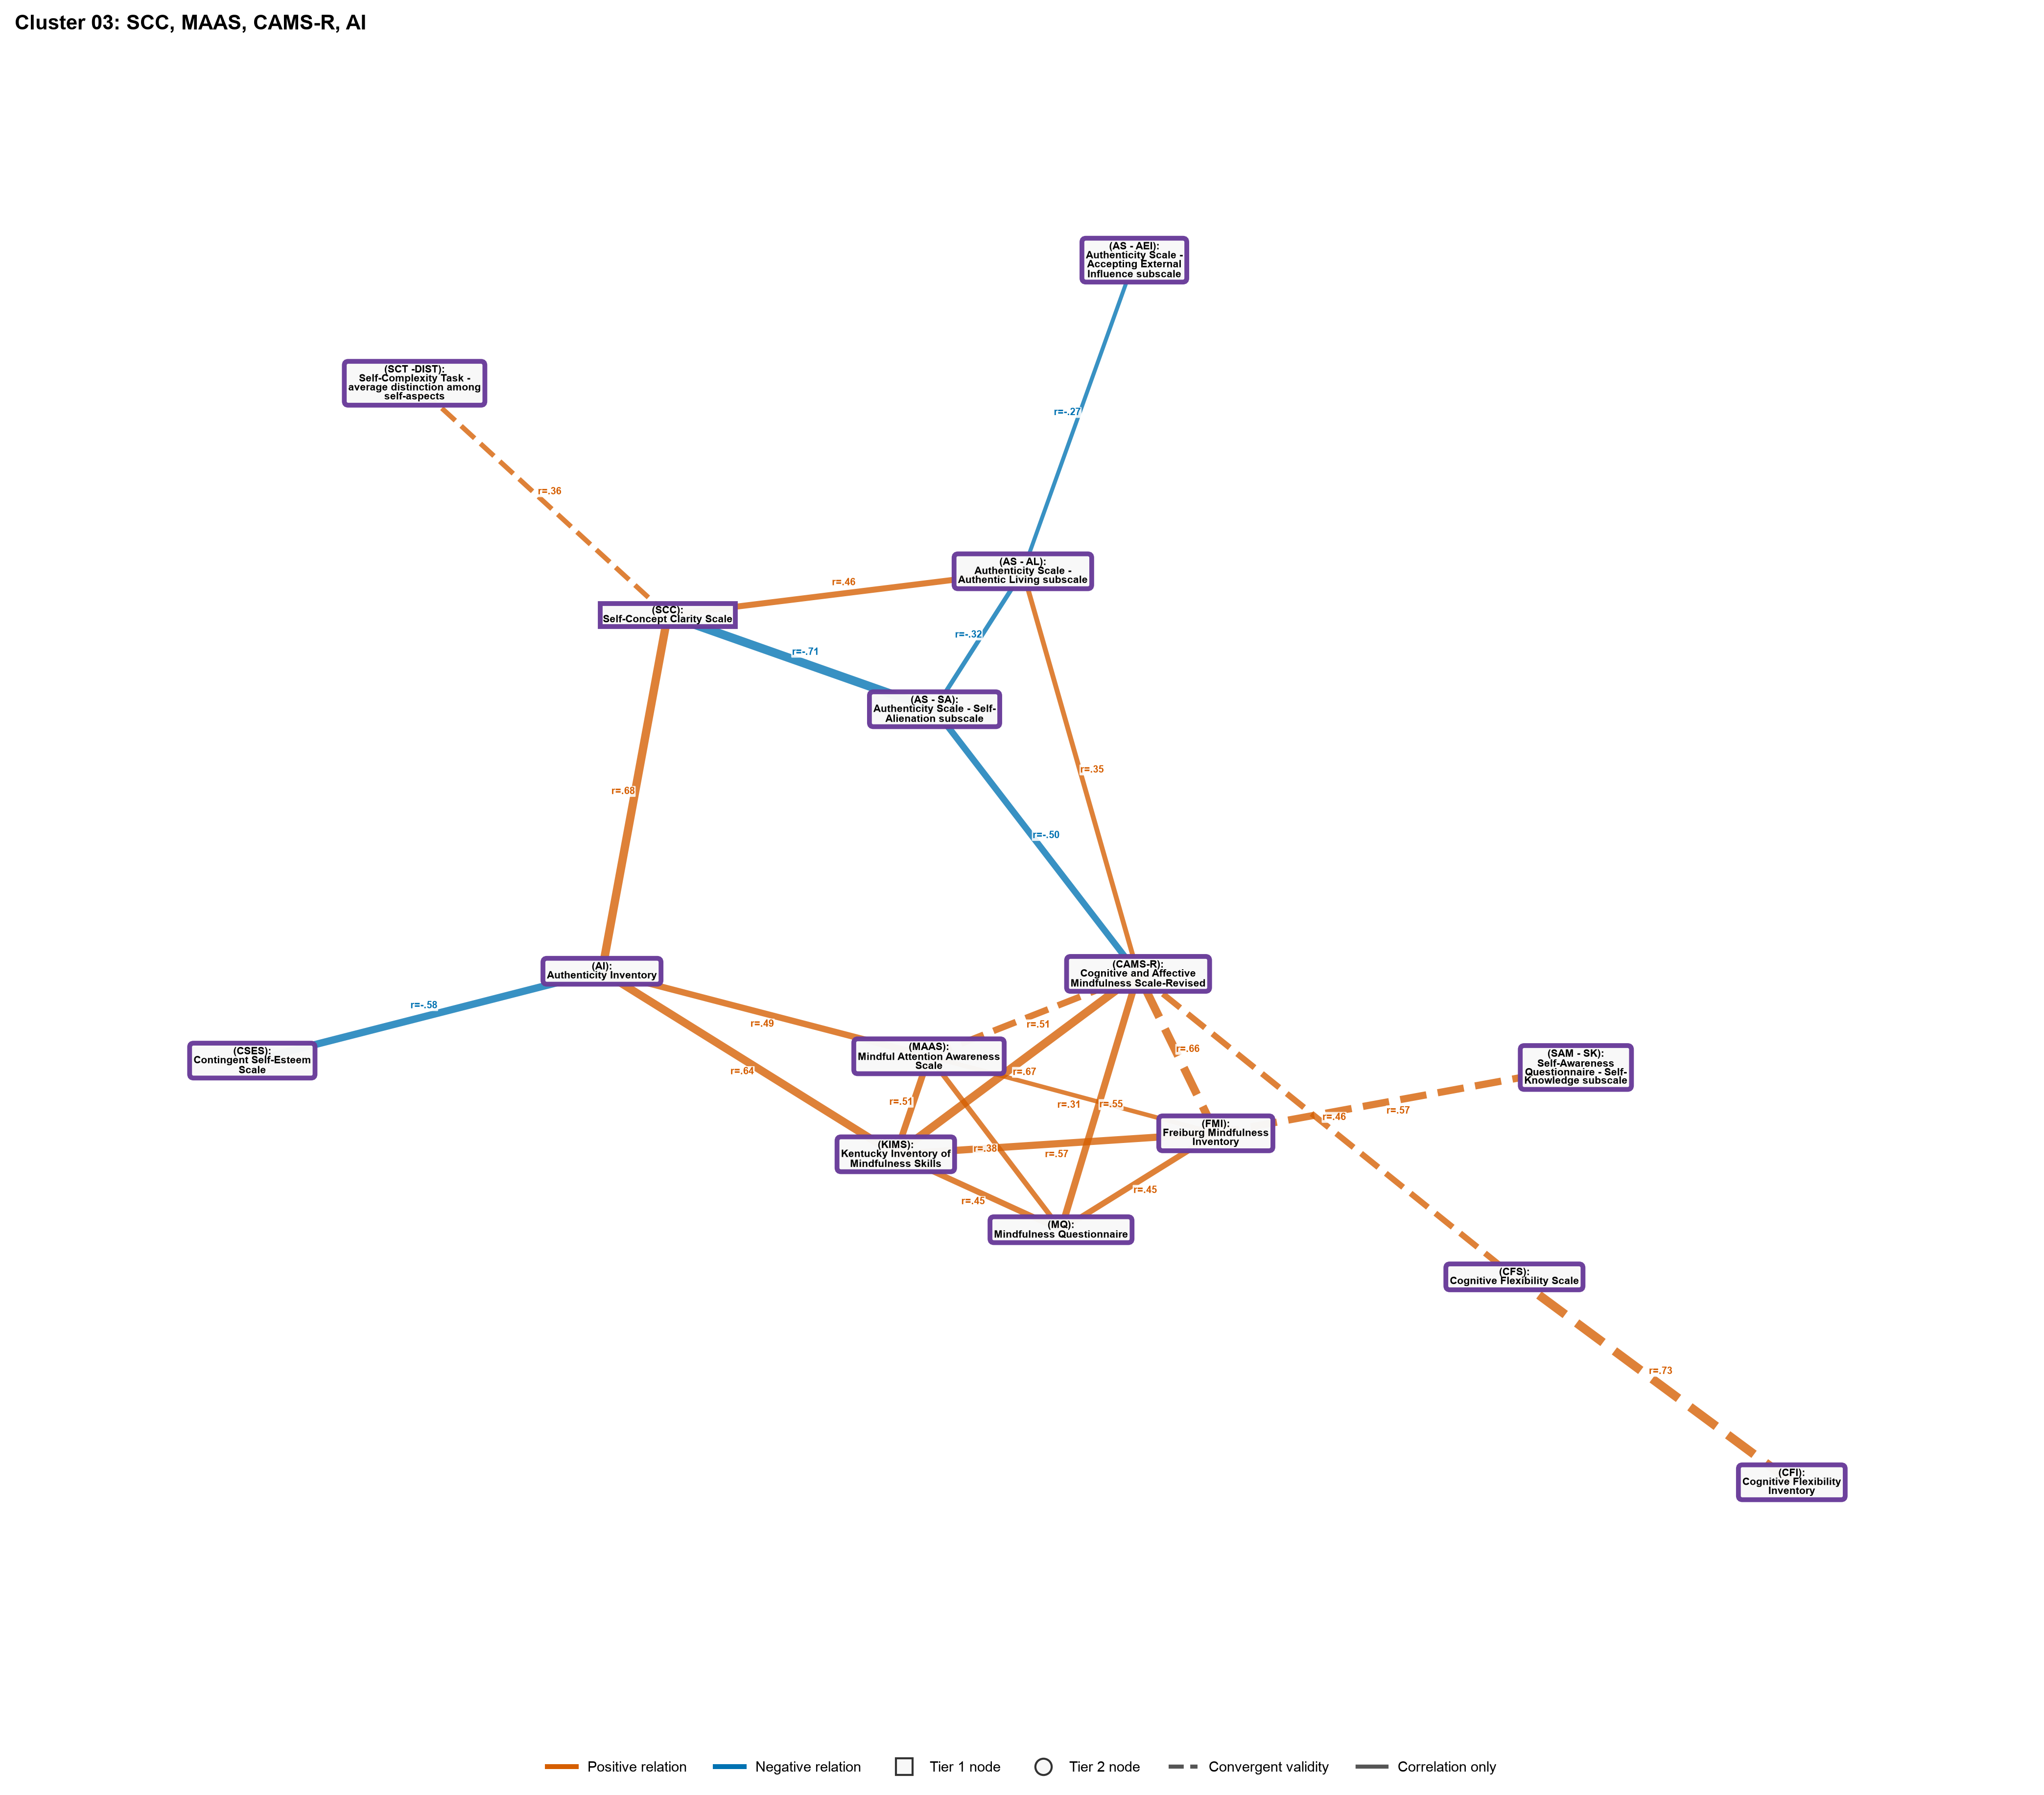 Cluster 03: SCC, MAAS, CAMS-R, AI
(AS - AEI):
Authenticity Scale -
Accepting External
Influence subscale
(SCT -DIST):
Self-Complexity Task -
average distinction among
self-aspects
r=-.27
r=.36
(AS - AL):
Authenticity Scale -
Authentic Living subscale
r=.46
(SCC):
Self-Concept Clarity Scale
r=-.32
r=-.71
(AS - SA):
Authenticity Scale - Self-
Alienation subscale
r=.35
r=.68
r=-.50
(AI):
Authenticity Inventory
(CAMS-R):
Cognitive and Affective
Mindfulness Scale-Revised
r=-.58
r=.49
r=.51
(CSES):
Contingent Self-Esteem
Scale
(MAAS):
Mindful Attention Awareness
Scale
r=.66
(SAM - SK):
Self-Awareness
Questionnaire - Self-
Knowledge subscale
r=.64
r=.67
r=.51
r=.31
r=.55
r=.46
r=.57
(FMI):
Freiburg Mindfulness
Inventory
(KIMS):
Kentucky Inventory of
Mindfulness Skills
r=.38
r=.57
r=.45
r=.45
(MQ):
Mindfulness Questionnaire
(CFS):
Cognitive Flexibility Scale
r=.73
(CFI):
Cognitive Flexibility
Inventory
Positive relation
Negative relation
Tier 1 node
Tier 2 node
Convergent validity
Correlation only